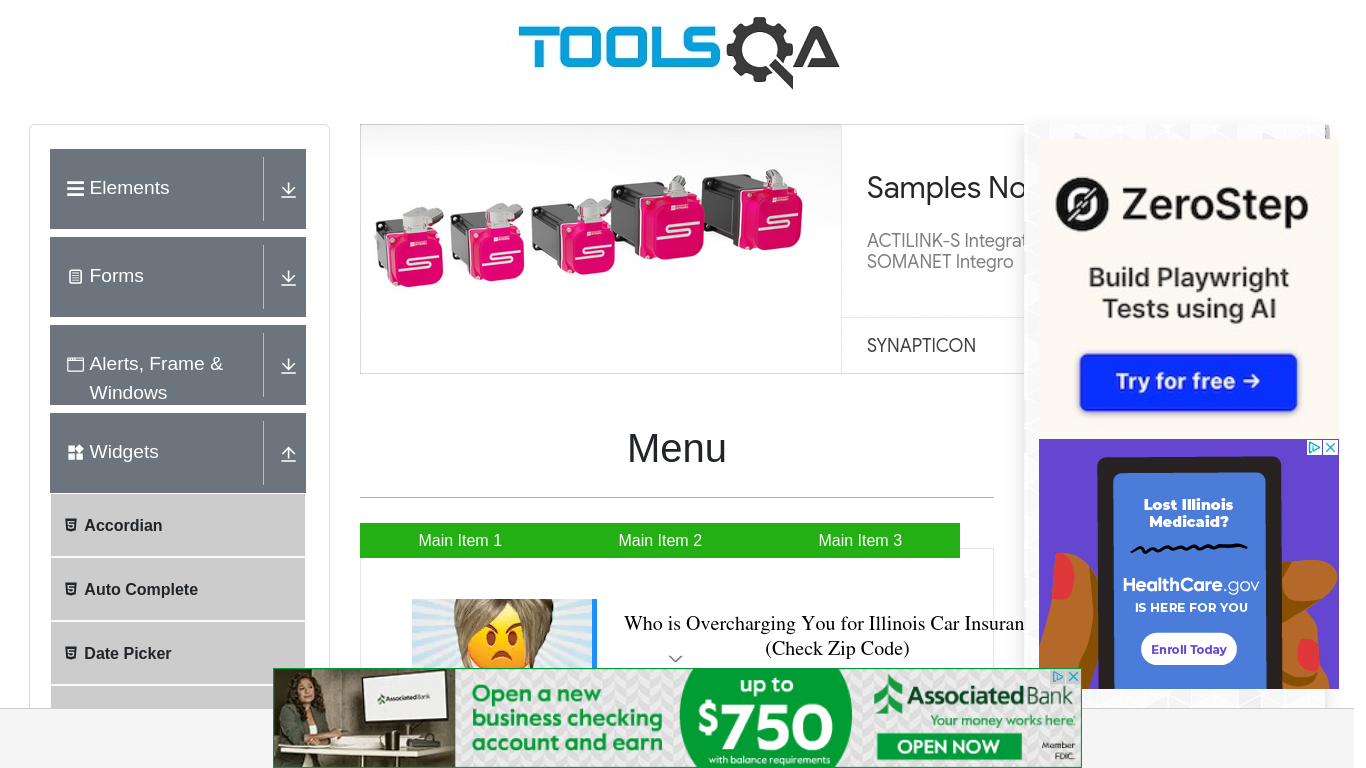 TOOLSQA
Elements
Forms
Alerts, Frame &
Windows
Widgets
Accordian
Auto Complete
Date Picker
Samples No
ACTILINK-S Integrat
SOMANET Integro
SYNAPTICON
Menu
Main Item 1
Main Item 2
Main Item 3
Who is Overcharging You for Illinois Car Insuran
(Check Zip Code)
ZeroStep
Build Playwright
Tests using AI
Try for free →
Lost Illinois
Medicaid?
HealthCare.gov
IS HERE FOR YOU
Enroll Today
AssociatedBank
Open a new
business checking
account and earn
up to
$750
with balance requirements
AssociatedBank
Your money works here.
OPEN NOW
Member
FDIC.